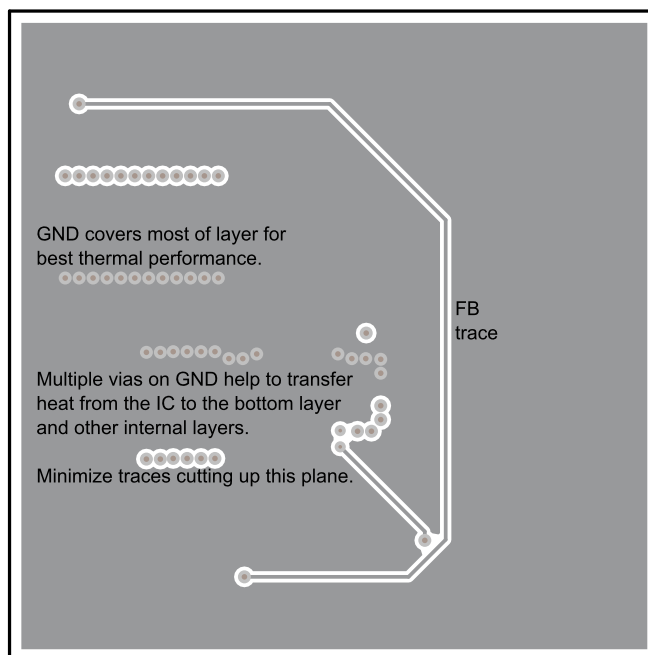 GND covers most of layer for
best thermal performance.
FB
trace
Multiple vias on GND help to transfer
heat from the IC to the bottom layer
and other internal layers.
Minimize traces cutting up this plane.